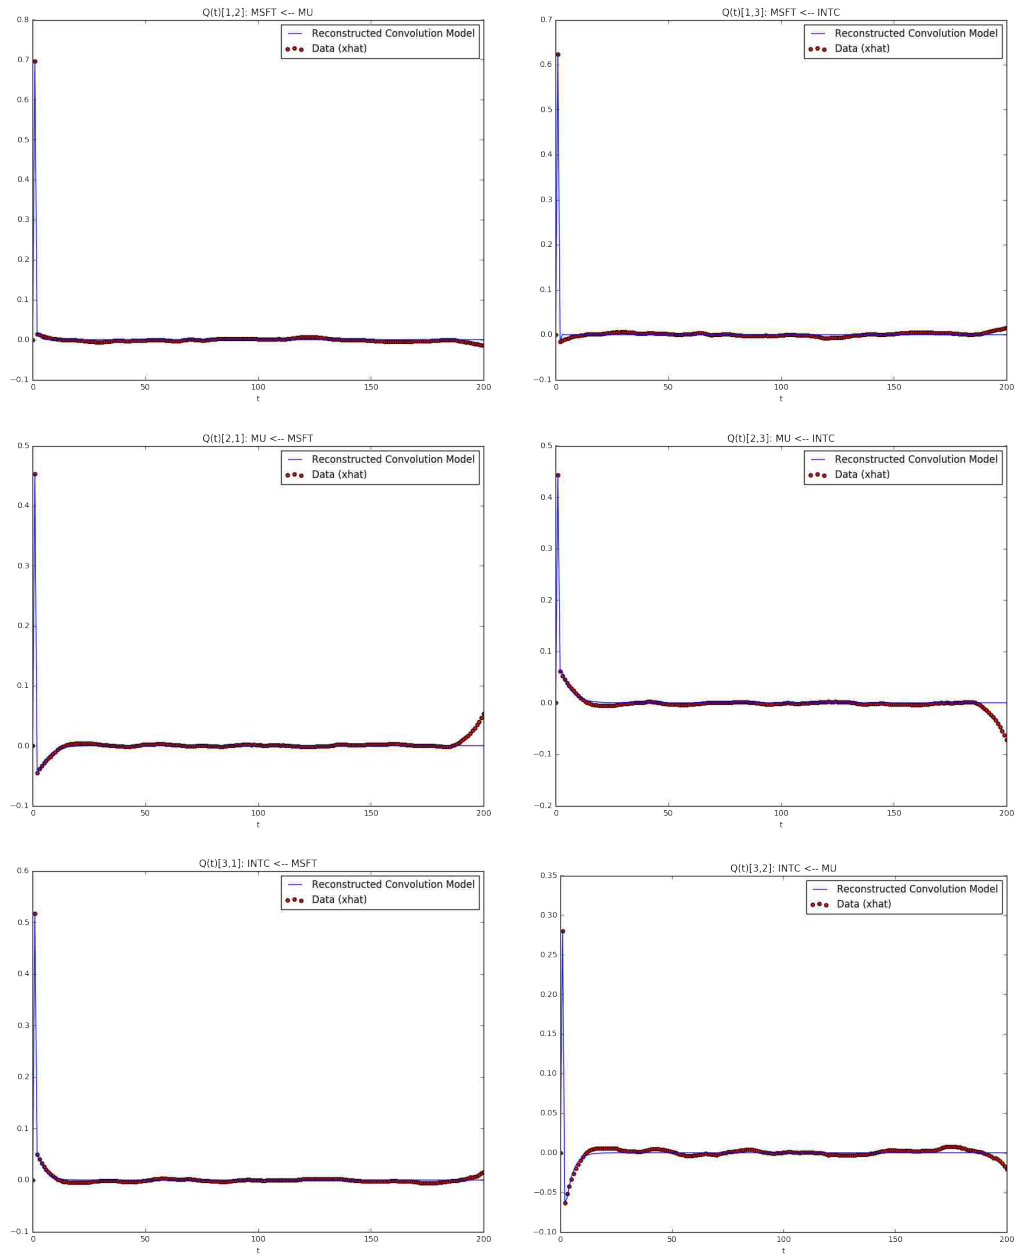 Q(t)[1,2]: MSFT <-- MU
0.8
0.7
0.6
0.5
0.4
0.3
0.2
0.1
0.0
−0.1
0 50 100 150 200
t
Reconstructed Convolution Model
Data (xhat)
Q(t)[1,3]: MSFT <-- INTC
0.7
0.6
0.5
0.4
0.3
0.2
0.1
0.0
−0.1
0 50 100 150 200
t
Reconstructed Convolution Model
Data (xhat)
Q(t)[2,1]: MU <-- MSFT
0.5
0.4
0.3
0.2
0.1
0.0
−0.1
0 50 100 150 200
t
Reconstructed Convolution Model
Data (xhat)
Q(t)[2,3]: MU <-- INTC
0.5
0.4
0.3
0.2
0.1
0.0
−0.1
−0.2
0 50 100 150 200
t
Reconstructed Convolution Model
Data (xhat)
Q(t)[3,1]: INTC <-- MSFT
0.6
0.5
0.4
0.3
0.2
0.1
0.0
−0.1
0 50 100 150 200
t
Reconstructed Convolution Model
Data (xhat)
Q(t)[3,2]: INTC <-- MU
0.35
0.30
0.25
0.20
0.15
0.10
0.05
0.00
−0.05
−0.10
0 50 100 150 200
t
Reconstructed Convolution Model
Data (xhat)